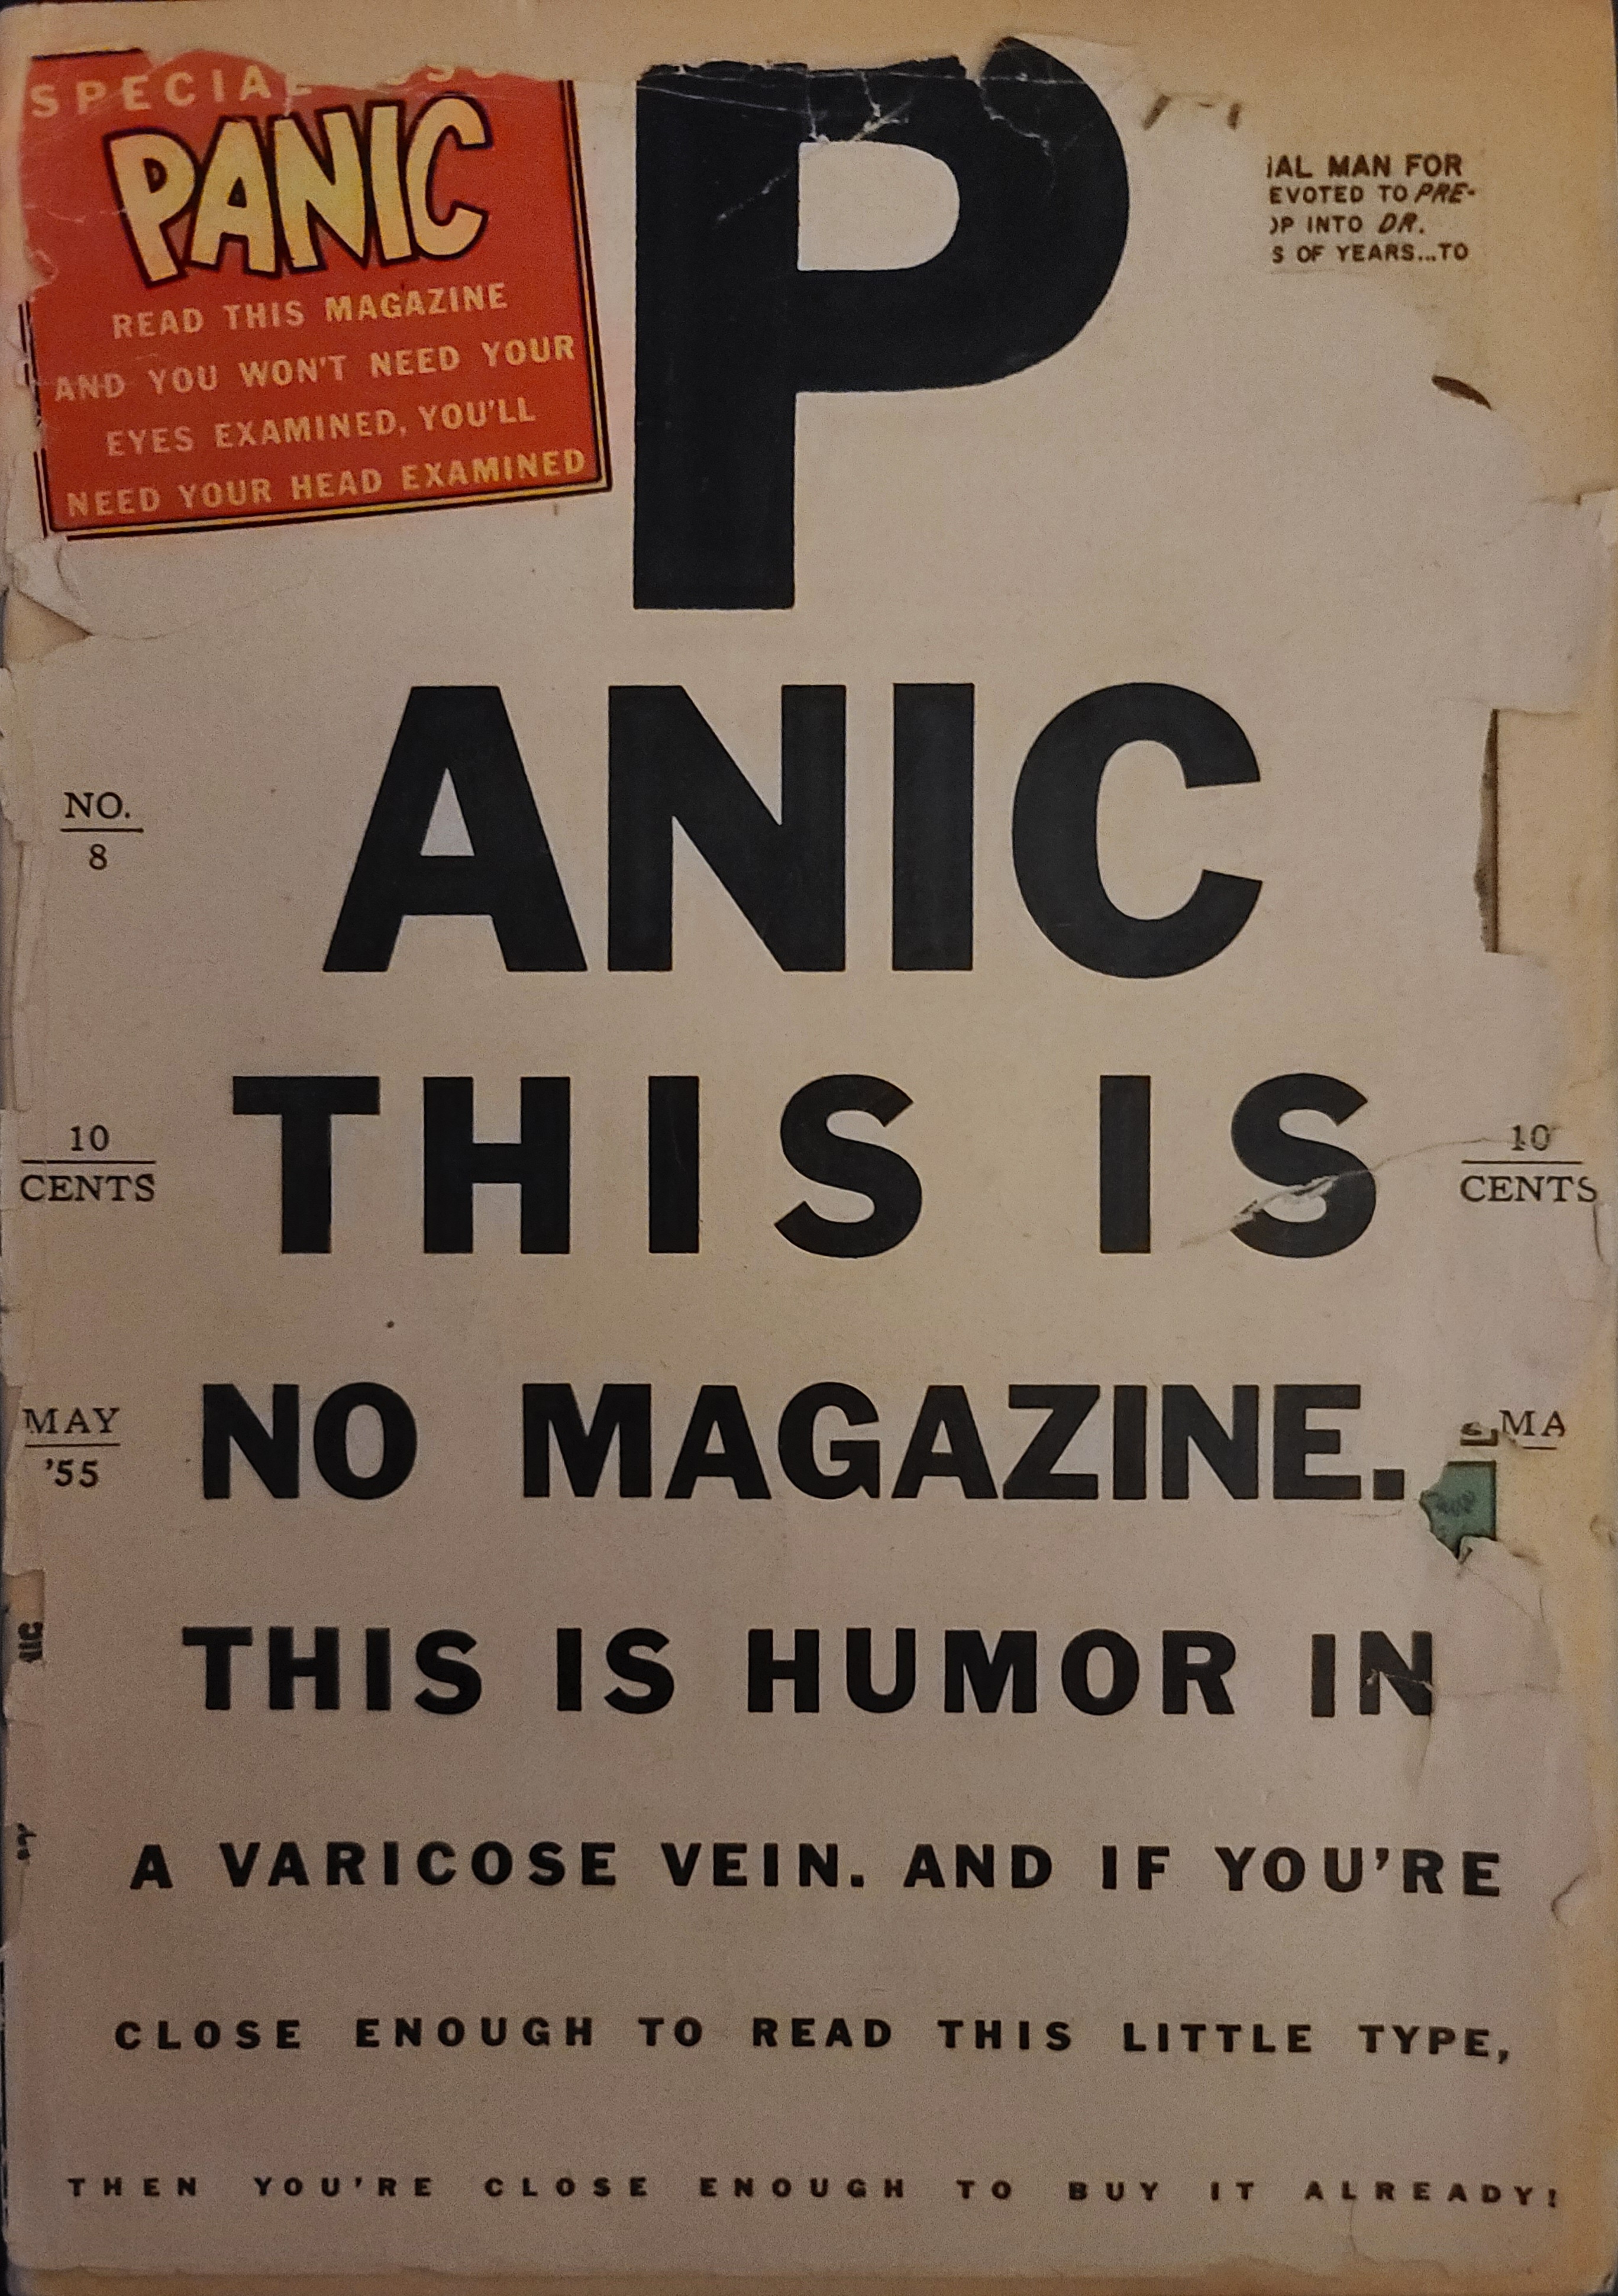 SPECIAL
PANIC
READ THIS MAGAZINE
AND YOU WON'T NEED YOUR
EYES EXAMINED, YOU'LL
NEED YOUR HEAD EXAMINED
P
MAN FOR
TO PRE-
INTO DR.
OF YEARS...TO
ANIC
NO.
8
THIS IS
10
CENTS
10
CENTS
NO MAGAZINE.
MAY
'55
MA
THIS IS HUMOR IN
A VARICOSE VEIN. AND IF YOU'RE
CLOSE ENOUGH TO READ THIS LITTLE TYPE,
THEN YOU'RE CLOSE ENOUGH TO BUY IT ALREADY!